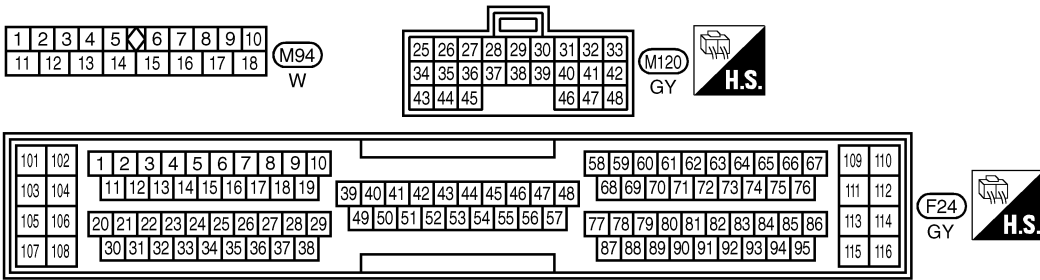 1 2 3 4 5 6 7 8 9 10
11 12 13 14 15 16 17 18
M94
W
25 26 27 28 29 30 31 32 33
34 35 36 37 38 39 40 41 42
43 44 45 46 47 48
M120
GY
H.S.
101 102
103 104
105 106
107 108
1 2 3 4 5 6 7 8 9 10
11 12 13 14 15 16 17 18 19
20 21 22 23 24 25 26 27 28 29
30 31 32 33 34 35 36 37 38
39 40 41 42 43 44 45 46 47 48
49 50 51 52 53 54 55 56 57
58 59 60 61 62 63 64 65 66 67
68 69 70 71 72 73 74 75 76
77 78 79 80 81 82 83 84 85 86
87 88 89 90 91 92 93 94 95
109 110
111 112
113 114
115 116
F24
GY
H.S.